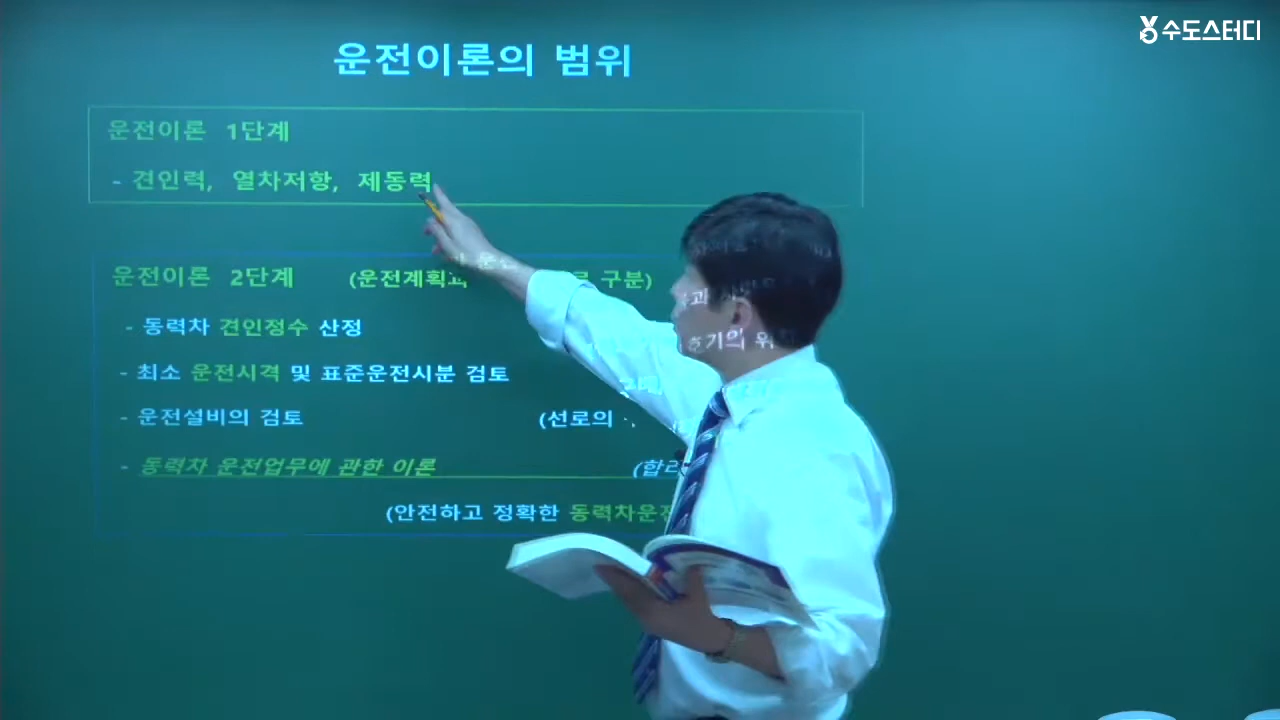 수도스터디
운전이론의 범위
운전이론 1단계
- 견인력, 열차저항, 제동력
운전이론 2단계 (운전계획과 구분)
- 동력차 견인정수 산정
- 최소 운전시격 및 표준운전시분 검토
- 운전설비의 검토 (선로의
- 동력차 운전업무에 관한 이론
(안전하고 정확한 동력차운전